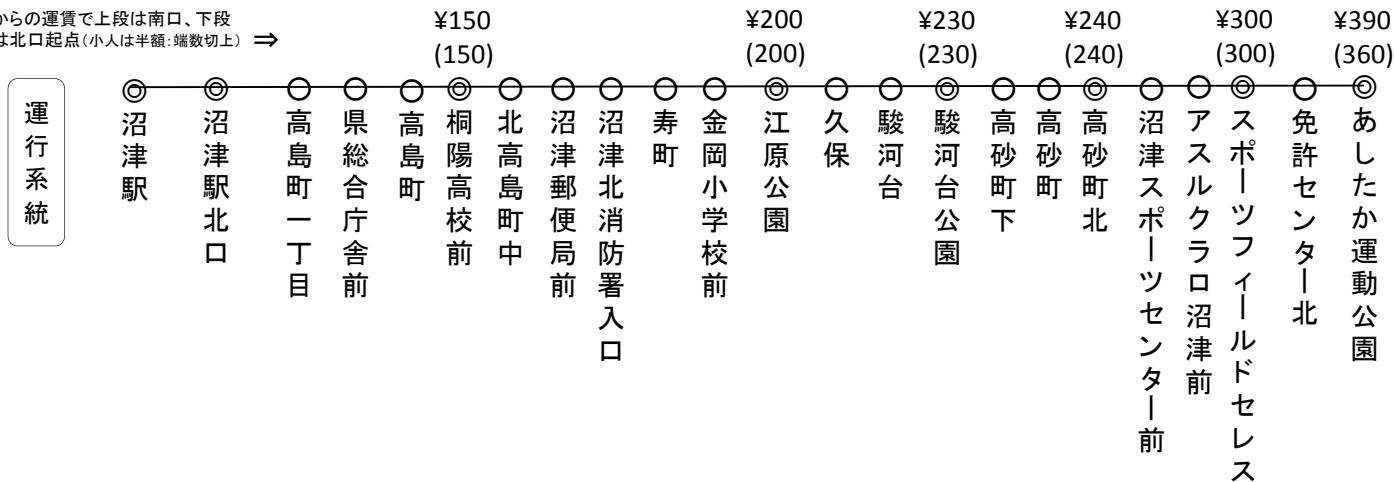 からの運賃で上段は南口、下段
は北口起点(小人は半額:端数切上) ⇒
¥150 ¥200 ¥230 ¥240 ¥300 ¥390
(150) (200) (230) (240) (300) (360)
運行系統
沼津駅
沼津駅北口
高島町一丁目
県総合庁舎前
高島町
桐陽高校前
北高島町中
沼津郵便局前
沼津北消防署入口
寿町
金岡小学校前
江原公園
久保
駿河台
駿河台公園
高砂町下
高砂町
高砂町北
沼津スポーツセンター前
アスルクラロ沼津前
スポーツフィールドセレス
免許センター北
あしたか運動公園